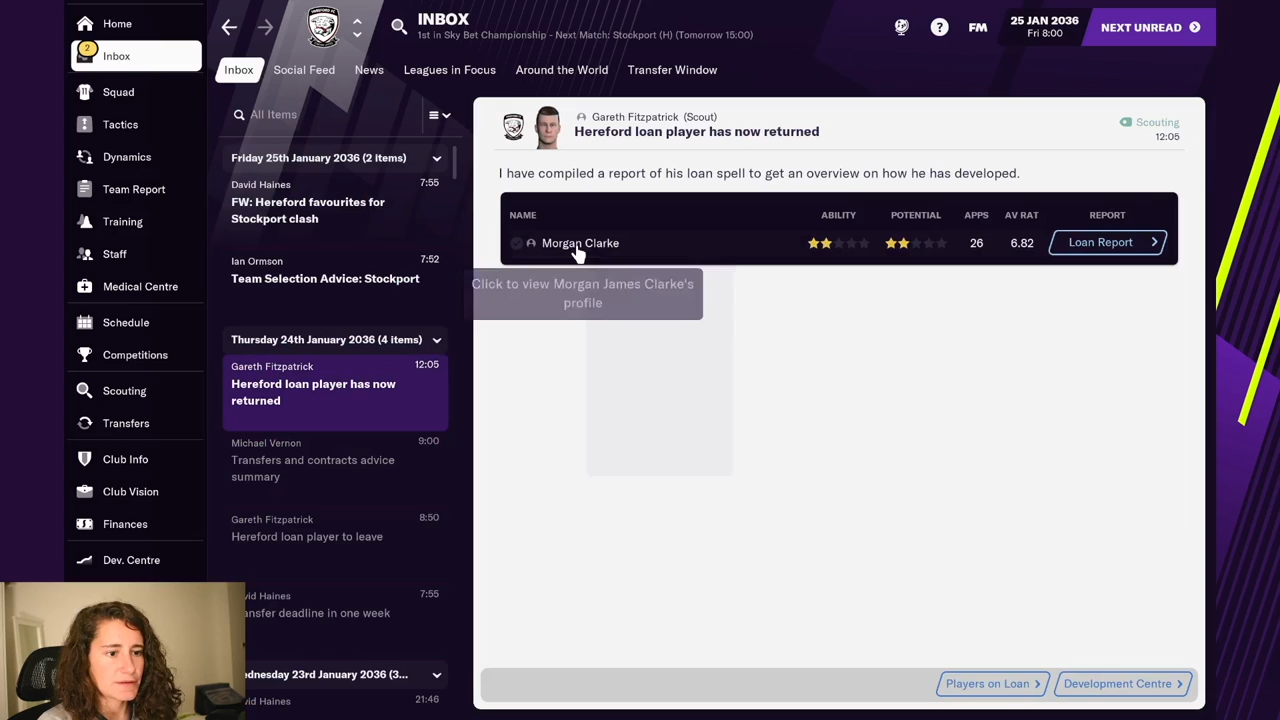 Home
2
Inbox
Squad
Tactics
Dynamics
Team Report
Training
Staff
Medical Centre
Schedule
Competitions
Scouting
Transfers
Club Info
Club Vision
Finances
Dev. Centre
INBOX
1st in Sky Bet Championship - Next Match: Stockport (H) (Tomorrow 15:00)
?
FM
25 JAN 2036
Fri 8:00
NEXT UNREAD
Inbox
Social Feed
News
Leagues in Focus
Around the World
Transfer Window
All Items
Friday 25th January 2036 (2 items)
David Haines
7:55
FW: Hereford favourites for
Stockport clash
Ian Ormson
7:52
Team Selection Advice: Stockport
Thursday 24th January 2036 (4 items)
Gareth Fitzpatrick
12:05
Hereford loan player has now
returned
Michael Vernon
9:00
Transfers and contracts advice
summary
Gareth Fitzpatrick
8:50
Hereford loan player to leave
vid Haines
7:55
ansfer deadline in one week
ednesday 23rd January 2036 (3...
vid Haines
21:46
Gareth Fitzpatrick (Scout)
Hereford loan player has now returned
Scouting
12:05
I have compiled a report of his loan spell to get an overview on how he has developed.
NAME ABILITY POTENTIAL APPS AV RAT REPORT
Morgan Clarke 26 6.82 Loan Report
Click to view Morgan James Clarke's
profile
Players on Loan
Development Centre